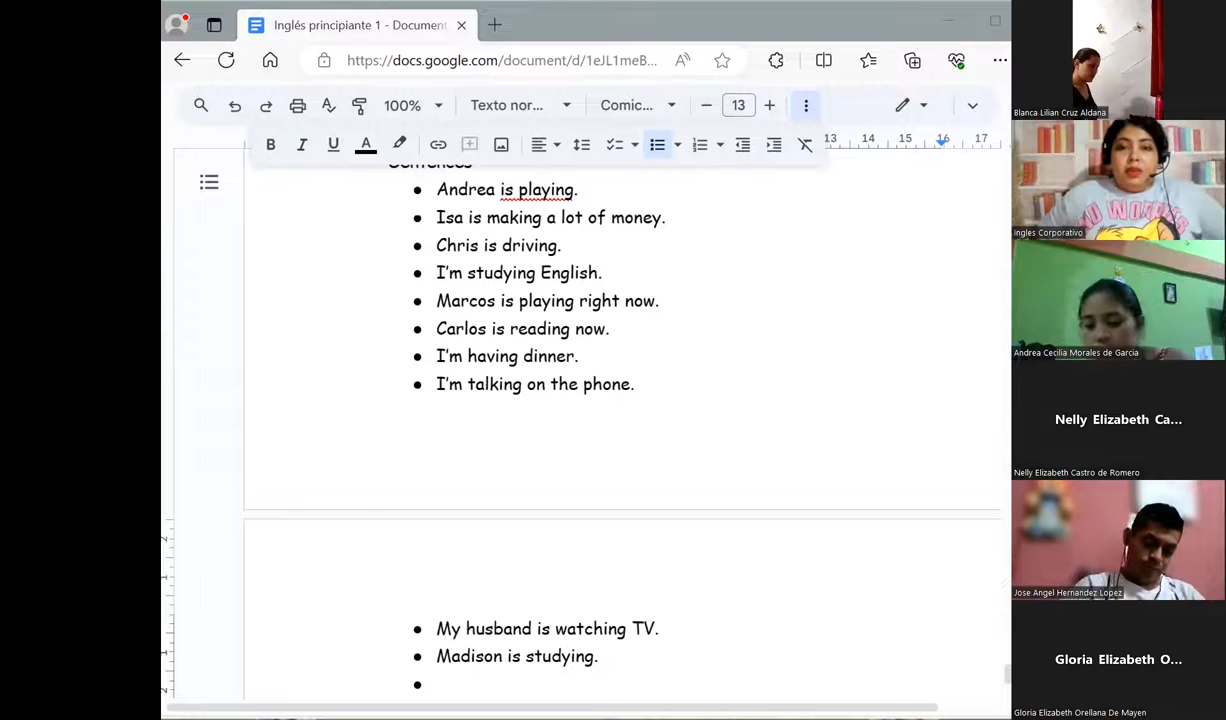 Inglés principiante 1 - Document
https://docs.google.com/document/d/1eJL1meB...
100%
Texto nor...
Comic...
13
13 14 15 16 17
Sentences
Andrea is playing.
Isa is making a lot of money.
Chris is driving.
I'm studying English.
Marcos is playing right now.
Carlos is reading now.
I'm having dinner.
I'm talking on the phone.
My husband is watching TV.
Madison is studying.
Blanca Lilian Cruz Aldana
NO WORRIES
Ingles Corporativo
Andrea Cecilia Morales de Garcia
Nelly Elizabeth Ca...
Nelly Elizabeth Castro de Romero
Jose Angel Hernandez Lopez
Gloria Elizabeth O...
Gloria Elizabeth Orellana De Mayen